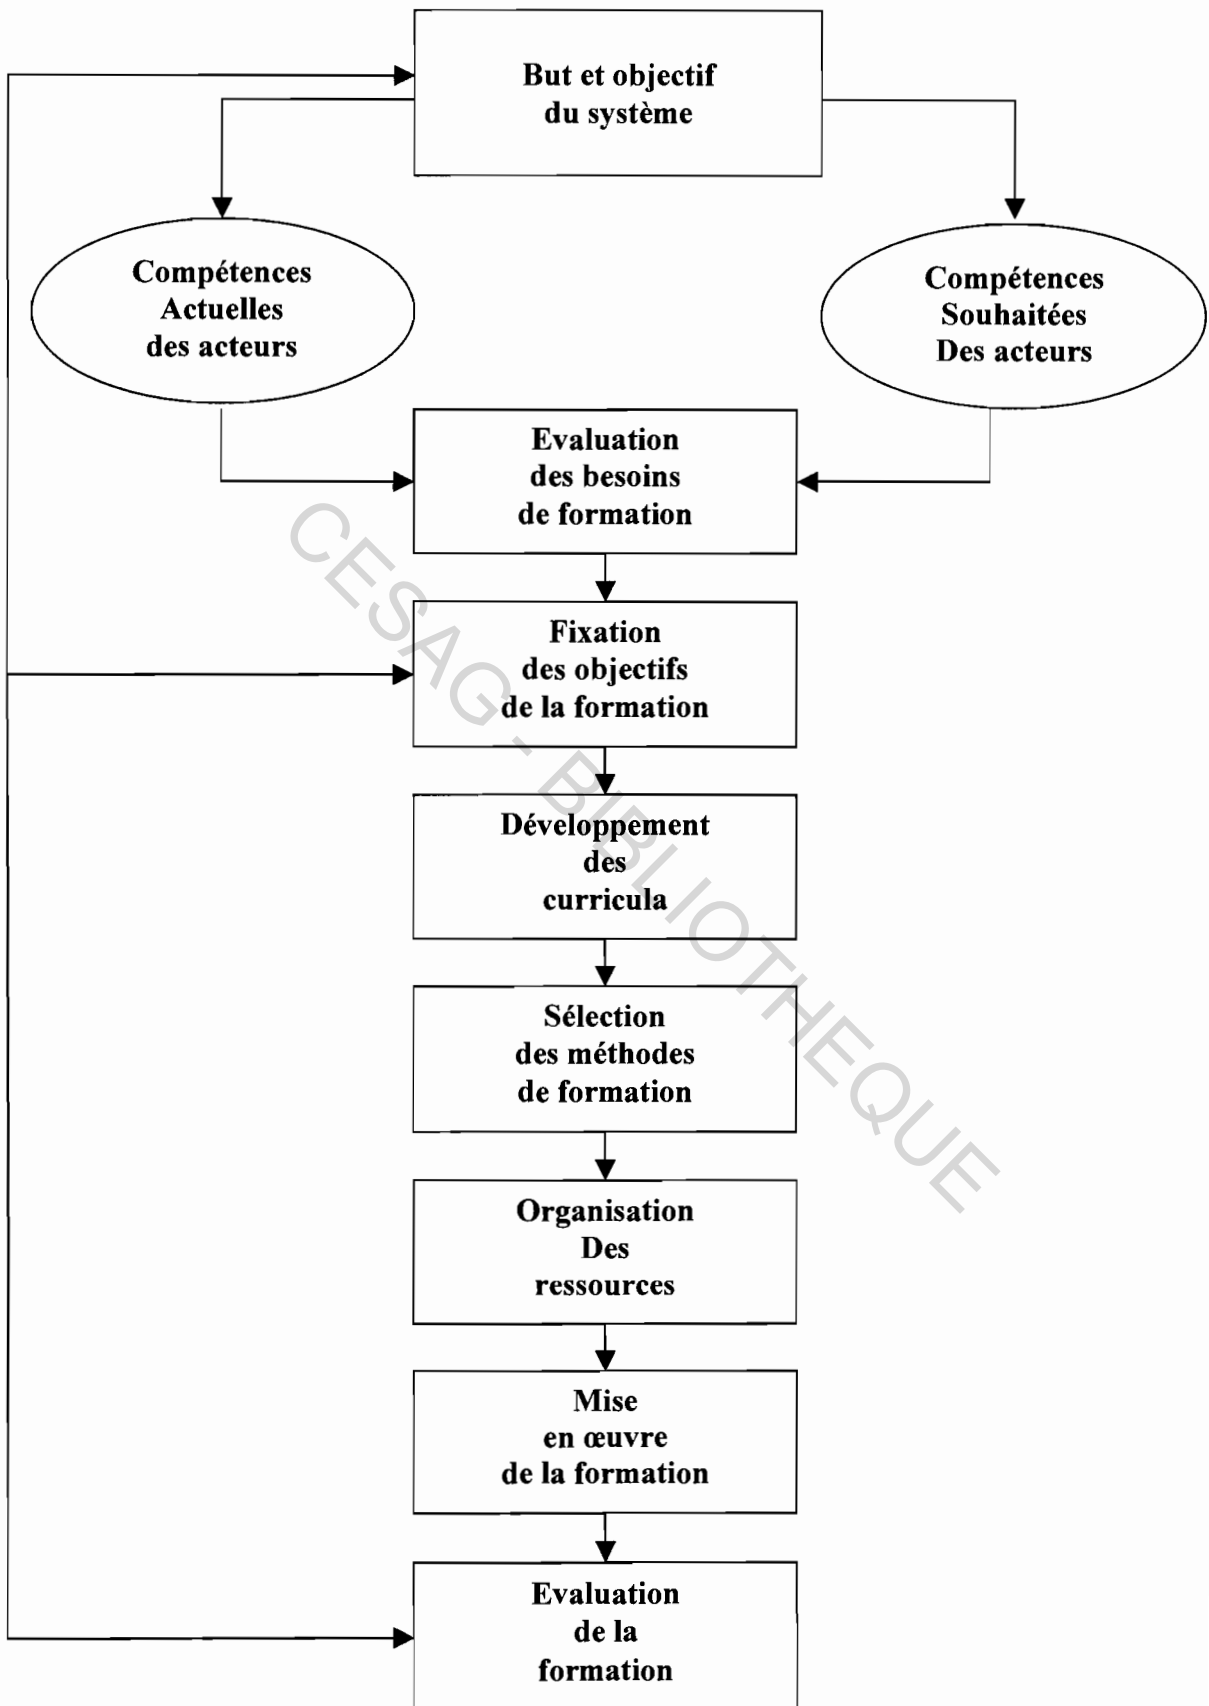 But et objectif
du système
Compétences
Actuelles
des acteurs
Compétences
Souhaitées
Des acteurs
Evaluation
des besoins
de formation
Fixation
des objectifs
de la formation
Développement
des
curricula
Sélection
des méthodes
de formation
Organisation
Des
ressources
Mise
en œuvre
de la formation
Evaluation
de la
formation
CESAG - BIBLIOTHEQUE